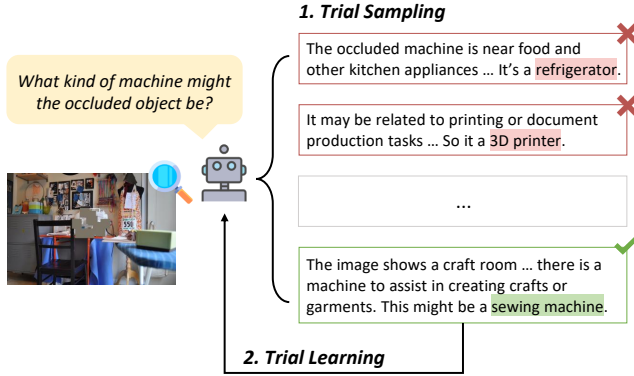 1. Trial Sampling
What kind of machine might
the occluded object be?
The occluded machine is near food and
other kitchen appliances … It's a refrigerator.
It may be related to printing or document
production tasks … So it a 3D printer.
...
The image shows a craft room … there is a
machine to assist in creating crafts or
garments. This might be a sewing machine.
2. Trial Learning
550